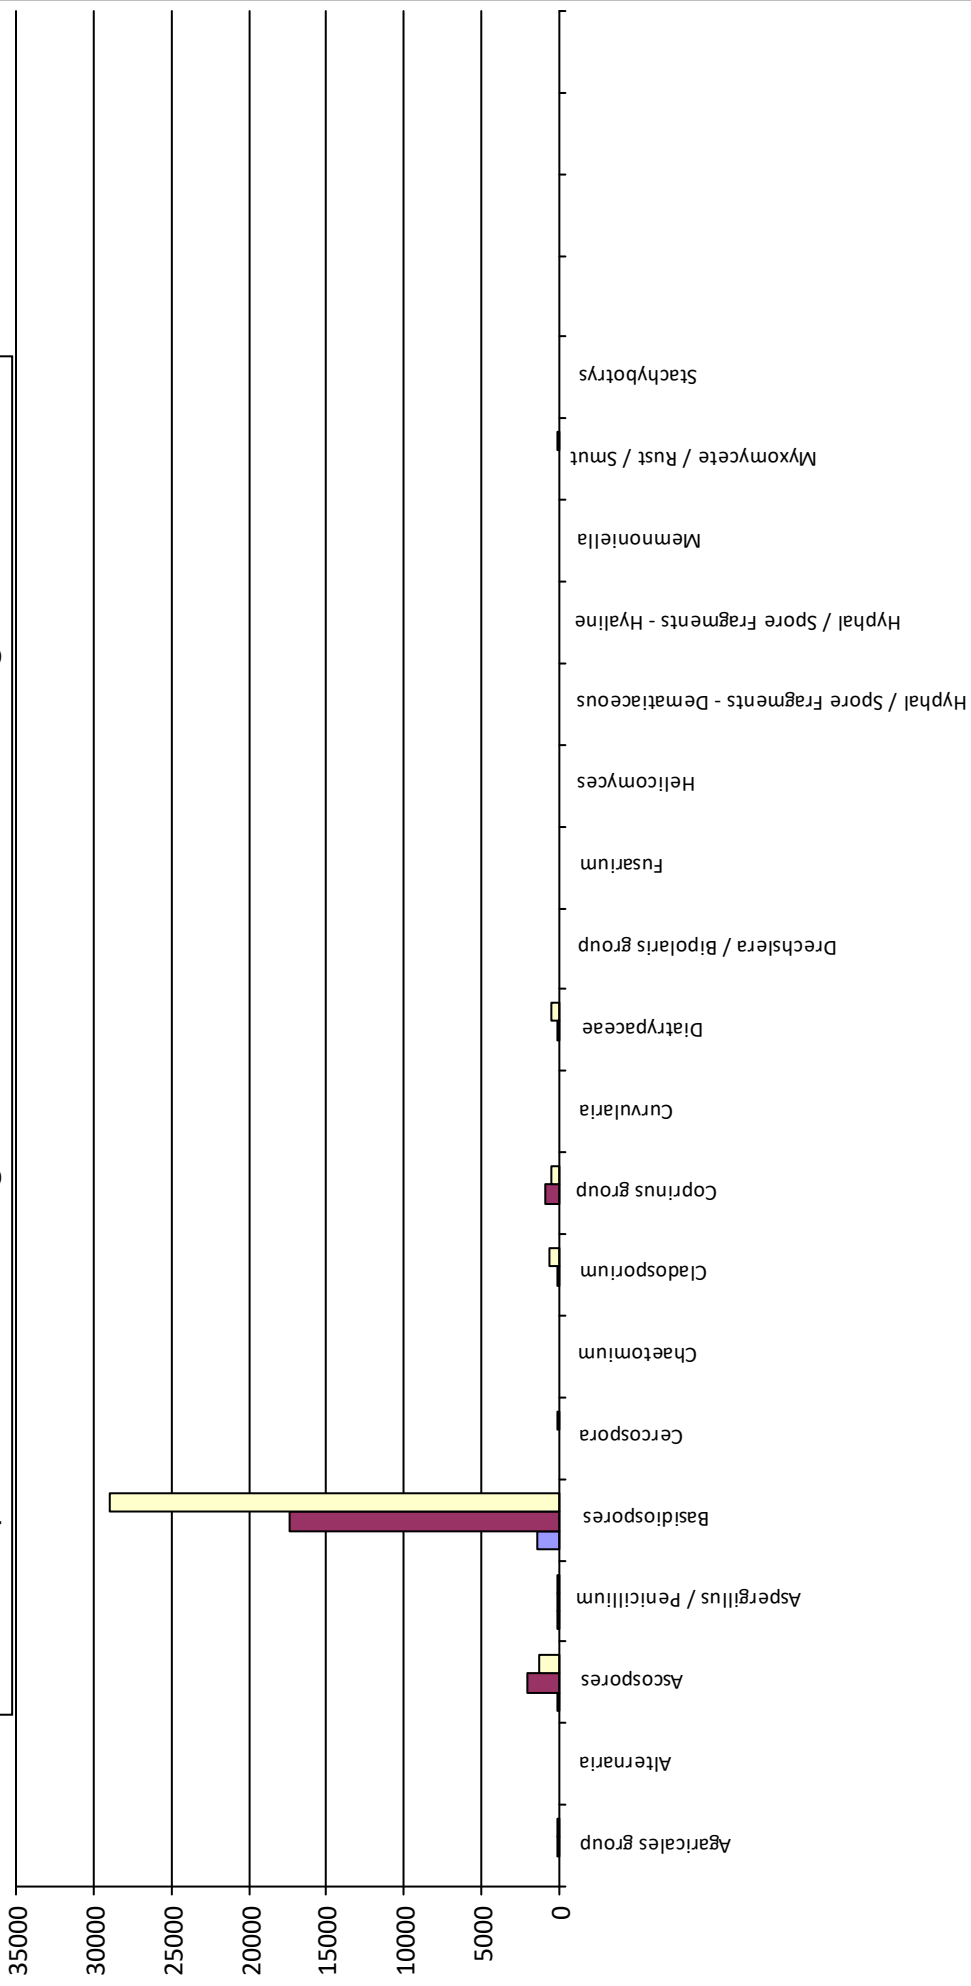 35000
30000
25000
20000
15000
10000
5000
0
Agaricales group
Alternaria
Ascospores
Aspergillus / Penicillium
Basidiospores
Cercospora
Chaetomium
Cladosporium
Coprinus group
Curvularia
Diatrypaceae
Drechslera / Bipolaris group
Fusarium
Helicomyces
Hyphal / Spore Fragments - Dematiaceous
Hyphal / Spore Fragments - Hyaline
Memnoniella
Myxomycete / Rust / Smut
Stachybotrys